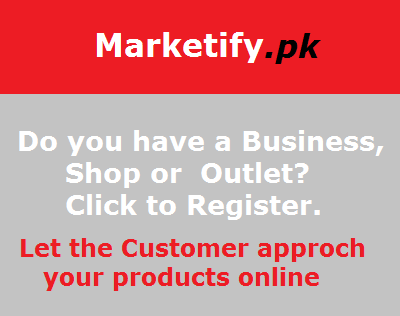 Marketify.pk
Do you have a Business,
Shop or Outlet?
Click to Register.
Let the Customer approch
your products online